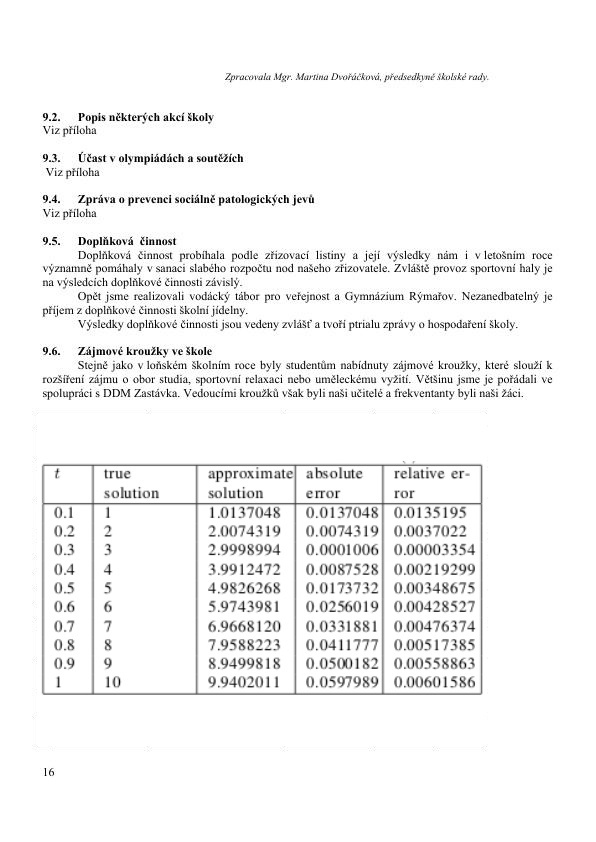 Zpracovala Mgr. Martina Dvořáčková, předsedkyně školské rady.
9.2. Popis některých akcí školy
Viz příloha
9.3. Účast v olympiádách a soutěžích
Viz příloha
9.4. Zpráva o prevenci sociálně patologických jevů
Viz příloha
9.5. Doplňková činnost
Doplňková činnost probíhala podle zřizovací listiny a její výsledky nám i v letošním roce
významně pomáhaly v sanaci slabého rozpočtu nod našeho zřizovatele. Zvláště provoz sportovní haly je
na výsledcích doplňkové činnosti závislý.
Opět jsme realizovali vodácký tábor pro veřejnost a Gymnázium Rýmařov. Nezanedbatelný je
příjem z doplňkové činnosti školní jídelny.
Výsledky doplňkové činnosti jsou vedeny zvlášť a tvoří ptrialu zprávy o hospodaření školy.
9.6. Zájmové kroužky ve škole
Stejně jako v loňském školním roce byly studentům nabídnuty zájmové kroužky, které slouží k
rozšíření zájmu o obor studia, sportovní relaxaci nebo uměleckému vyžití. Většinu jsme je pořádali ve
spolupráci s DDM Zastávka. Vedoucími kroužků však byli naši učitelé a frekventanty byli naši žáci.
t true approximate absolute relative er-
solution solution error ror
0.1 1 1.0137048 0.0137048 0.0135195
0.2 2 2.0074319 0.0074319 0.0037022
0.3 3 2.9998994 0.0001006 0.00003354
0.4 4 3.9912472 0.0087528 0.00219299
0.5 5 4.9826268 0.0173732 0.00348675
0.6 6 5.9743981 0.0256019 0.00428527
0.7 7 6.9668120 0.0331881 0.00476374
0.8 8 7.9588223 0.0411777 0.00517385
0.9 9 8.9499818 0.0500182 0.00558863
1 10 9.9402011 0.0597989 0.00601586
16